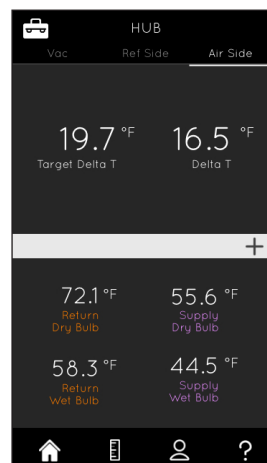 HUB
Vac Ref Side Air Side
19.7 °F 16.5 °F
Target Delta T Delta T
+
72.1 °F 55.6 °F
Return Supply
Dry Bulb Dry Bulb
58.3 °F 44.5 °F
Return Supply
Wet Bulb Wet Bulb
?